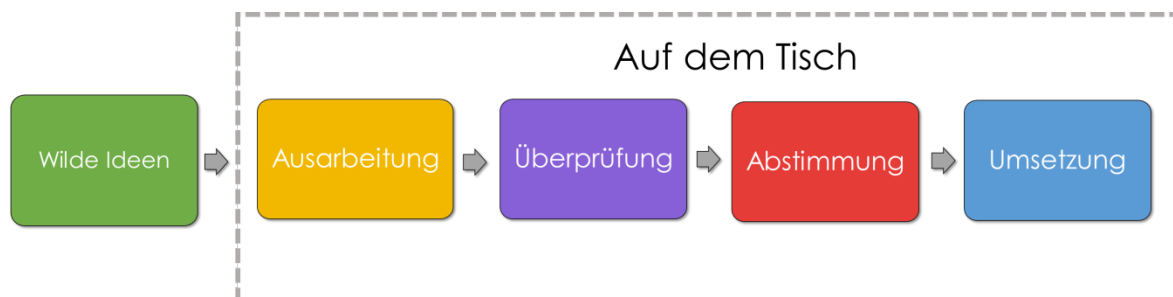 Auf dem Tisch
Wilde Ideen
Ausarbeitung
Überprüfung
Abstimmung
Umsetzung